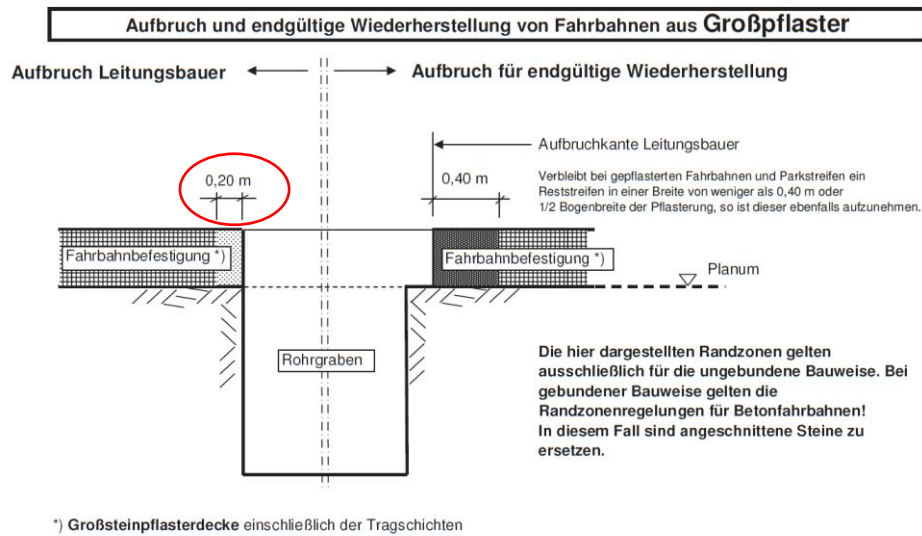 Aufbruch und endgültige Wiederherstellung von Fahrbahnen aus Großpflaster
Aufbruch Leitungsbauer
Aufbruch für endgültige Wiederherstellung
Aufbruchkante Leitungsbauer
0,20 m
0,40 m
Verbleibt bei gepflasterten Fahrbahnen und Parkstreifen ein
Reststreifen in einer Breite von weniger als 0,40 m oder
1/2 Bogenbreite der Pflasterung, so ist dieser ebenfalls aufzunehmen.
Fahrbahnbefestigung *)
Fahrbahnbefestigung *)
Planum
Rohrgraben
Die hier dargestellten Randzonen gelten
ausschließlich für die ungebundene Bauweise. Bei
gebundener Bauweise gelten die
Randzonenregelungen für Betonfahrbahnen!
In diesem Fall sind angeschnittene Steine zu
ersetzen.
*) Großsteinpflasterdecke einschließlich der Tragschichten